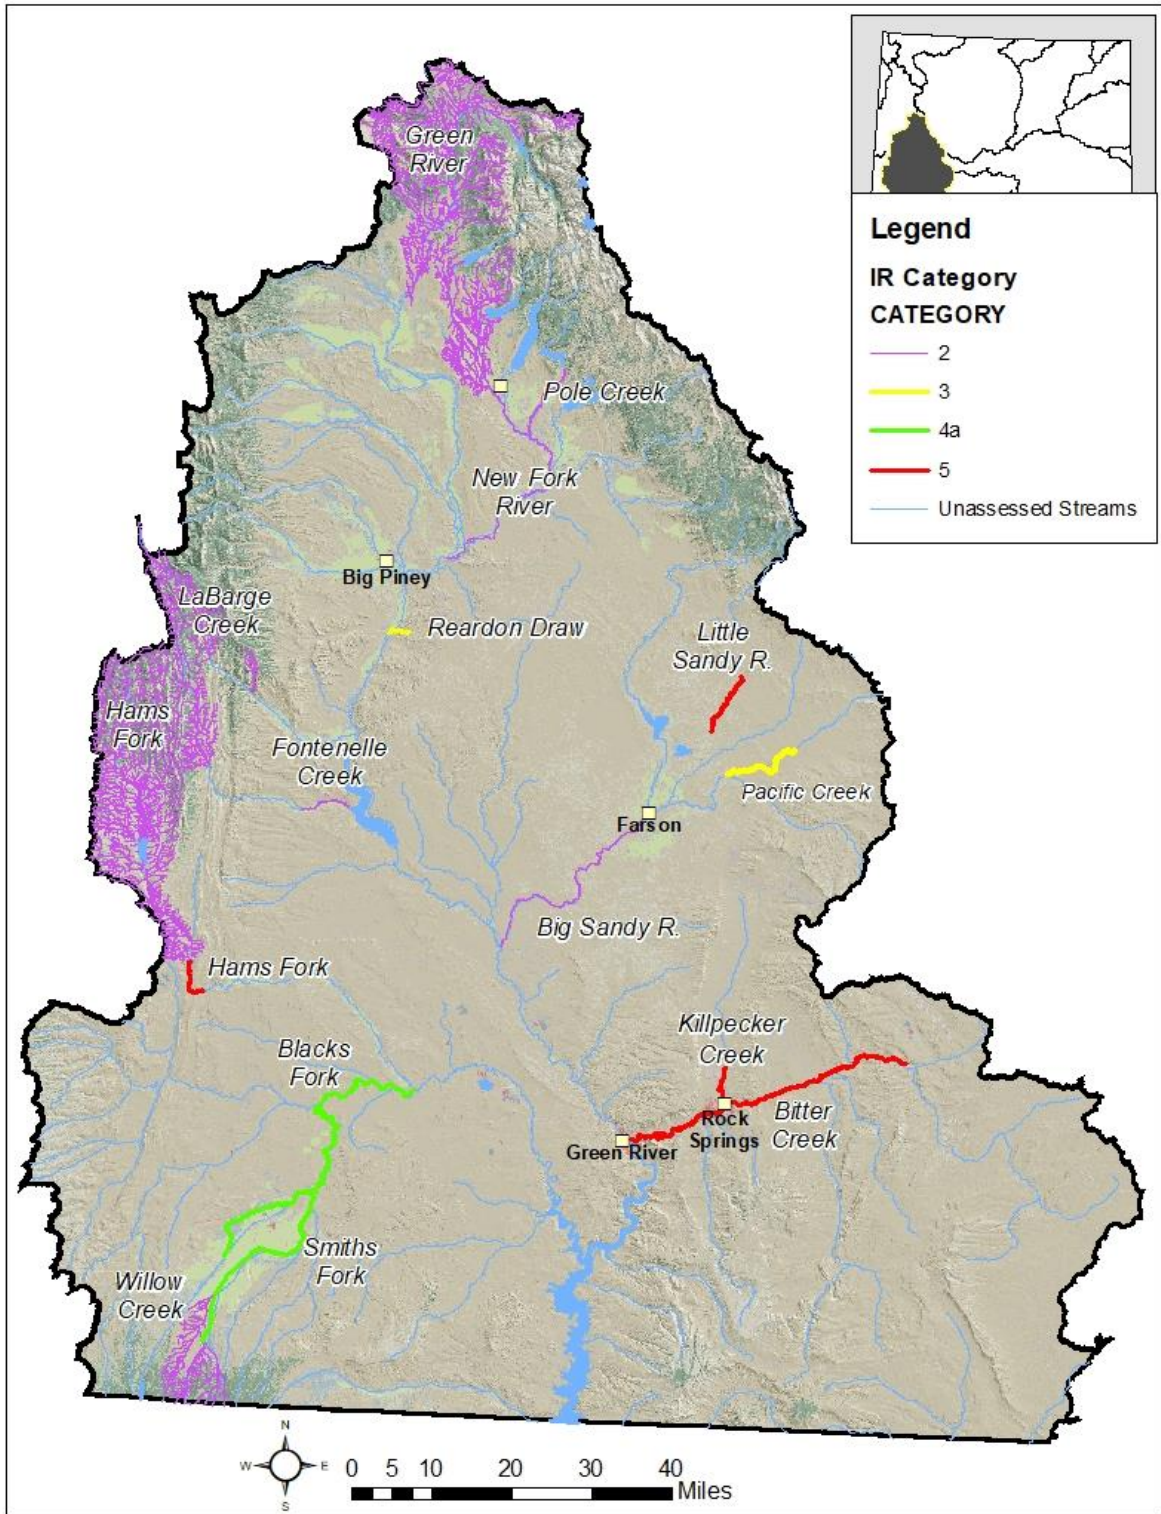 Legend
IR Category
CATEGORY
2
3
4a
5
Unassessed Streams
Green
River
Pole Creek
New Fork
River
Big Piney
LaBarge
Creek
Reardon Draw
Little
Sandy R.
Hams
Fork
Fontenelle
Creek
Pacific Creek
Farson
Big Sandy R.
Hams Fork
Killpecker
Creek
Blacks
Fork
Rock
Springs
Bitter
Creek
Green River
Smiths
Fork
Willow
Creek
N
W
E
S
0 5 10 20 30 40
Miles